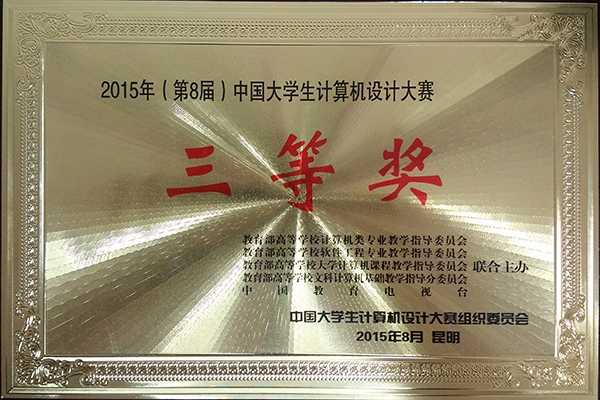 2015年(第8届)中国大学生计算机设计大赛
三等奖
教育部高等学校计算机类专业教学指导委员会
教育部高等学校软件工程专业教学指导委员会
教育部高等学校大学计算机课程教学指导委员会 联合主办
教育部高等学校文科计算机基础教学指导分委员会
中国教育电视台
中国大学生计算机设计大赛组织委员会
2015年8月 昆明